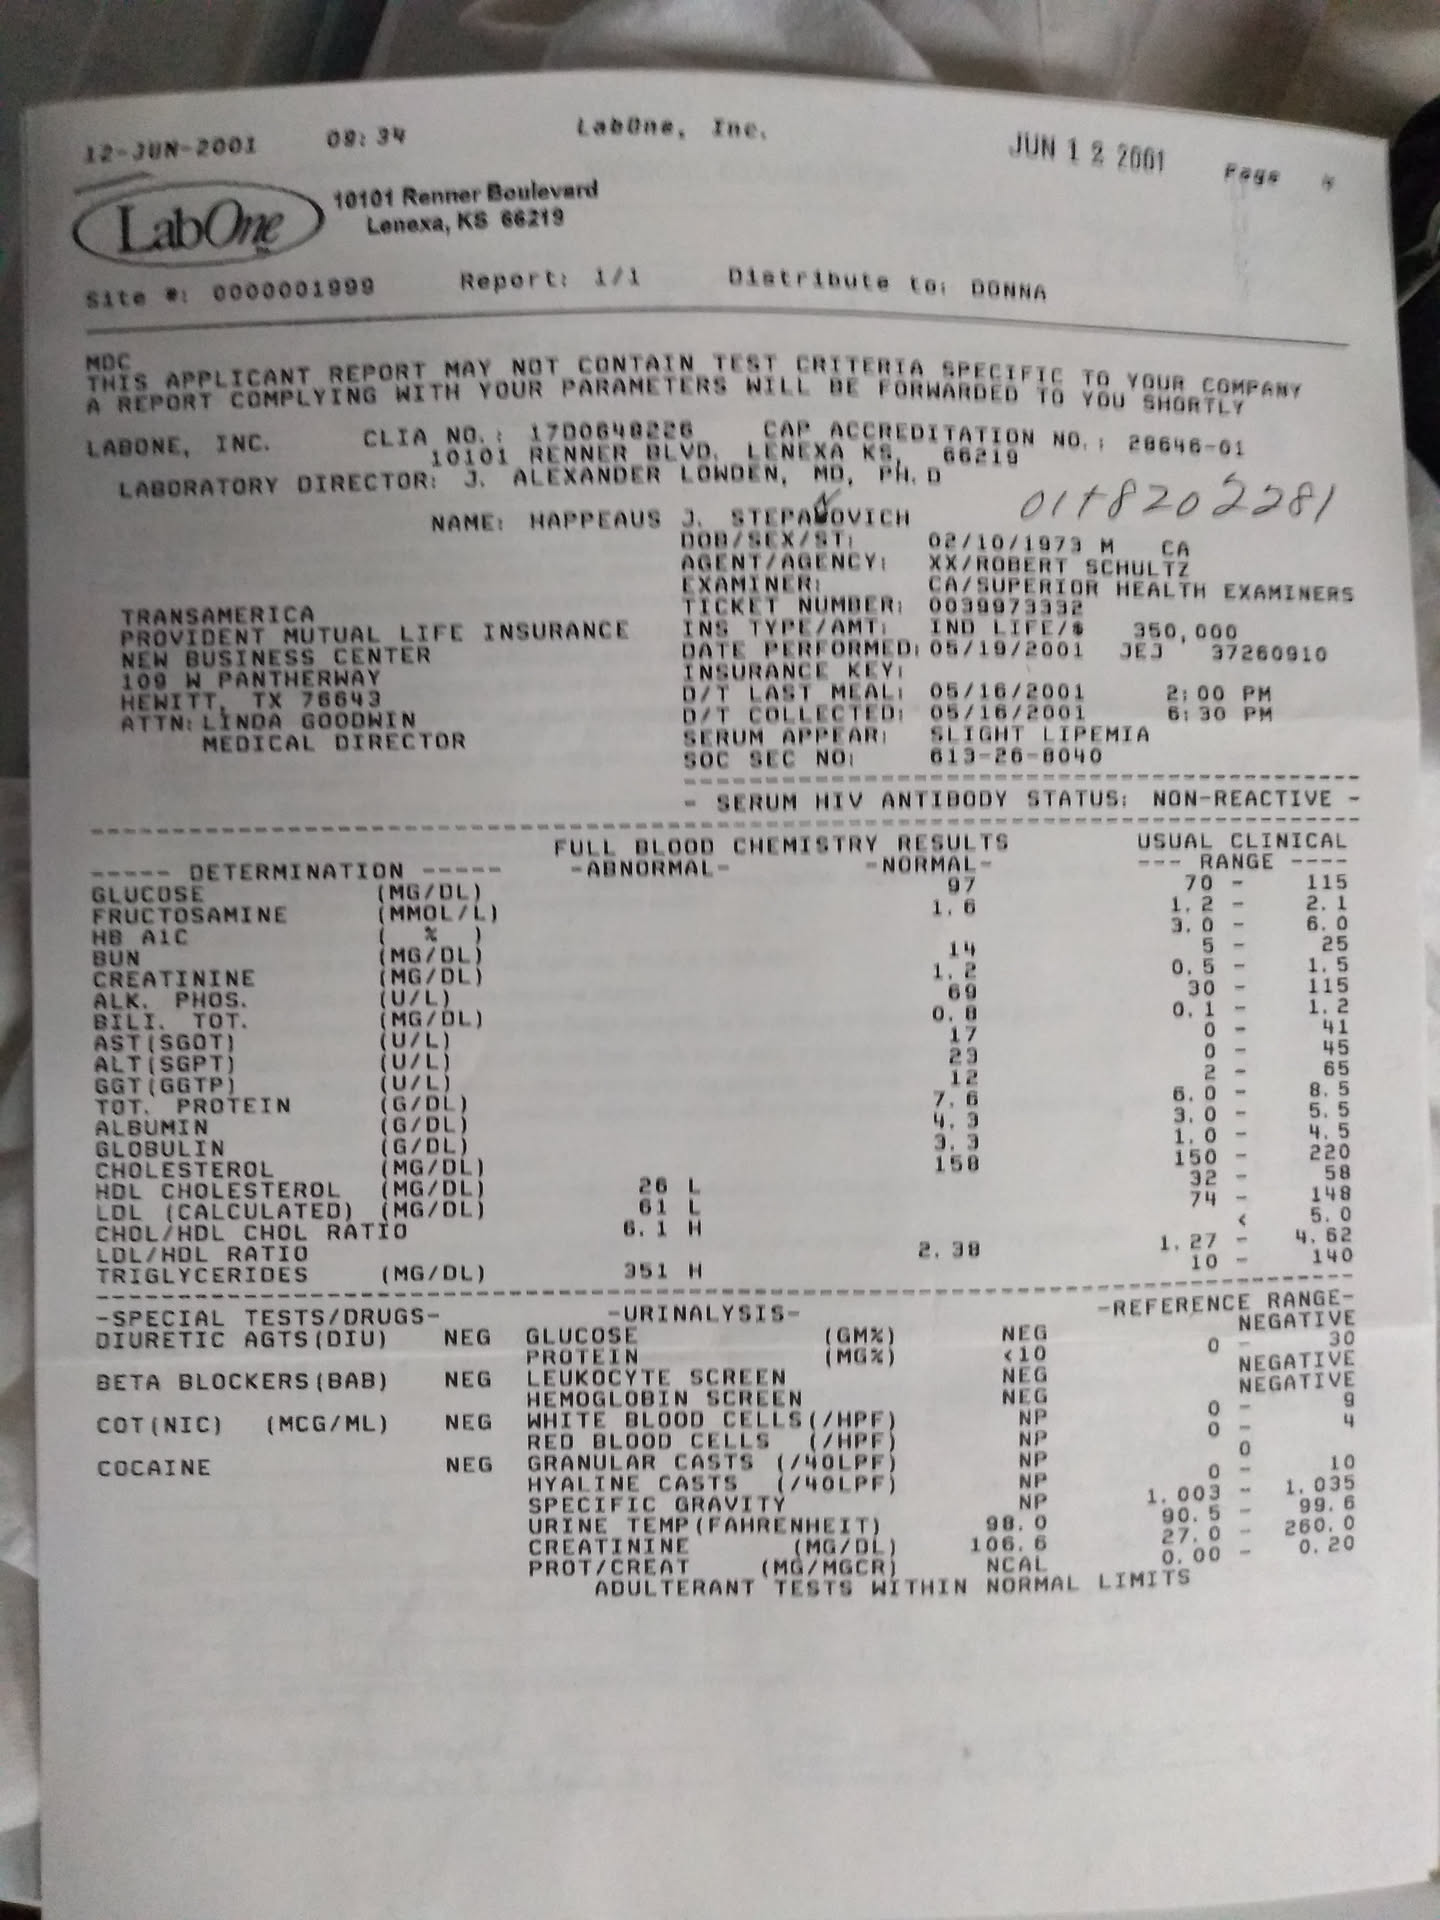 12-JUN-2001 08:34 LabOne, Inc. JUN 12 2001 Page
LabOne 10101 Renner Boulevard
Lenexa, KS 66219
Site #: 0000001999 Report: 1/1 Distribute to: DONNA
MDC
THIS APPLICANT REPORT MAY NOT CONTAIN TEST CRITERIA SPECIFIC TO YOUR COMPANY
A REPORT COMPLYING WITH YOUR PARAMETERS WILL BE FORWARDED TO YOU SHORTLY
LABONE, INC. CLIA NO.: 17D0648226 CAP ACCREDITATION NO.: 28646-01
10101 RENNER BLVD. LENEXA KS, 66219
LABORATORY DIRECTOR: J. ALEXANDER LOWDEN, MD, PH.D
01+8202281
NAME: HAPPEAUS J. STEPANOVICH
DOB/SEX/ST: 02/10/1973 M CA
AGENT/AGENCY: XX/ROBERT SCHULTZ
EXAMINER: CA/SUPERIOR HEALTH EXAMINERS
TRANSAMERICA TICKET NUMBER: 0039973332
PROVIDENT MUTUAL LIFE INSURANCE INS TYPE/AMT: IND LIFE/$ 350,000
NEW BUSINESS CENTER DATE PERFORMED: 05/19/2001 JEJ 37260910
109 W PANTHERWAY INSURANCE KEY:
HEWITT, TX 76643 D/T LAST MEAL: 05/16/2001 2:00 PM
ATTN: LINDA GOODWIN D/T COLLECTED: 05/16/2001 6:30 PM
MEDICAL DIRECTOR SERUM APPEAR: SLIGHT LIPEMIA
SOC SEC NO: 613-26-8040
- SERUM HIV ANTIBODY STATUS: NON-REACTIVE -
FULL BLOOD CHEMISTRY RESULTS USUAL CLINICAL
----- DETERMINATION ----- -ABNORMAL- -NORMAL- --- RANGE ----
GLUCOSE (MG/DL) 97 70 - 115
FRUCTOSAMINE (MMOL/L) 1.6 1.2 - 2.1
HB A1C ( % ) 3.0 - 6.0
BUN (MG/DL) 14 5 - 25
CREATININE (MG/DL) 1.2 0.5 - 1.5
ALK. PHOS. (U/L) 69 30 - 115
BILI. TOT. (MG/DL) 0.8 0.1 - 1.2
AST(SGOT) (U/L) 17 0 - 41
ALT(SGPT) (U/L) 23 0 - 45
GGT(GGTP) (U/L) 12 2 - 65
TOT. PROTEIN (G/DL) 7.6 6.0 - 8.5
ALBUMIN (G/DL) 4.3 3.0 - 5.5
GLOBULIN (G/DL) 3.3 1.0 - 4.5
CHOLESTEROL (MG/DL) 158 150 - 220
HDL CHOLESTEROL (MG/DL) 26 L 32 - 58
LDL (CALCULATED) (MG/DL) 61 L 74 - 148
CHOL/HDL CHOL RATIO 6.1 H < 5.0
LDL/HDL RATIO 2.38 1.27 - 4.62
TRIGLYCERIDES (MG/DL) 351 H 10 - 140
-SPECIAL TESTS/DRUGS- -URINALYSIS- -REFERENCE RANGE-
DIURETIC AGTS(DIU) NEG GLUCOSE (GM%) NEG NEGATIVE
PROTEIN (MG%) <10 0 - 30
BETA BLOCKERS(BAB) NEG LEUKOCYTE SCREEN NEG NEGATIVE
HEMOGLOBIN SCREEN NEG NEGATIVE
COT(NIC) (MCG/ML) NEG WHITE BLOOD CELLS(/HPF) NP 0 - 9
RED BLOOD CELLS (/HPF) NP 0 - 4
COCAINE NEG GRANULAR CASTS (/40LPF) NP 0
HYALINE CASTS (/40LPF) NP 0 - 10
SPECIFIC GRAVITY NP 1.003 - 1.035
URINE TEMP(FAHRENHEIT) 98.0 90.5 - 99.6
CREATININE (MG/DL) 106.6 27.0 - 260.0
PROT/CREAT (MG/MGCR) NCAL 0.00 - 0.20
ADULTERANT TESTS WITHIN NORMAL LIMITS